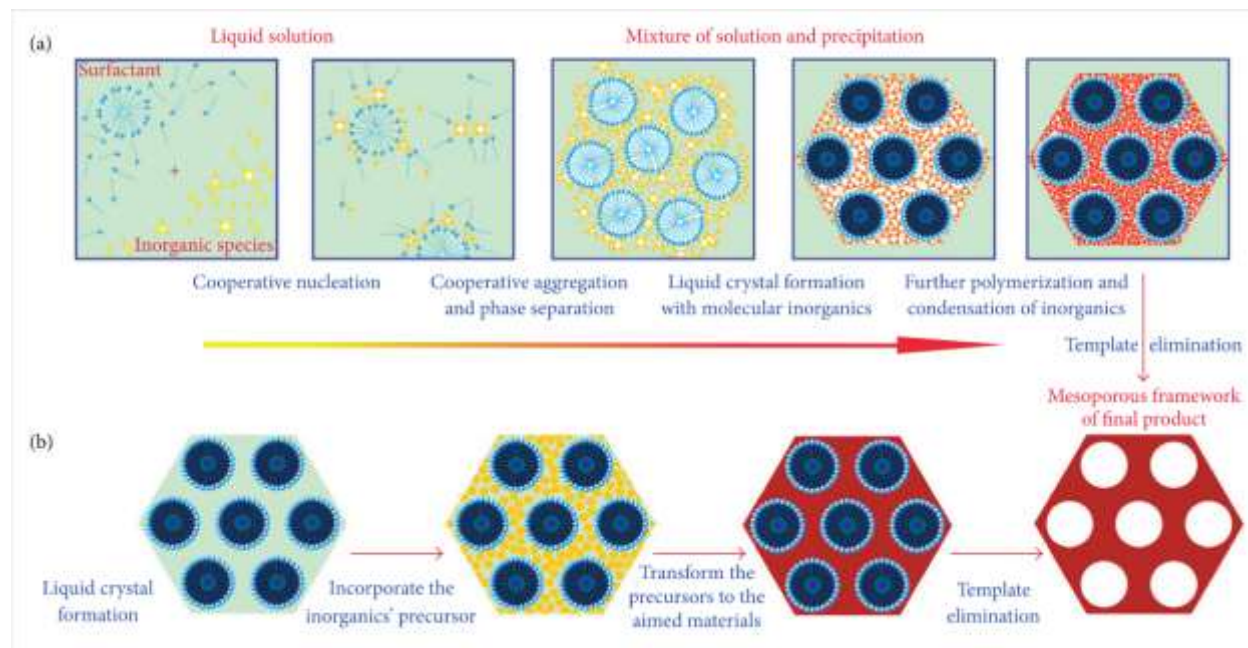 (a)
Liquid solution
Mixture of solution and precipitation
Surfactant
Inorganic species
Cooperative nucleation
Cooperative aggregation
and phase separation
Liquid crystal formation
with molecular inorganics
Further polymerization and
condensation of inorganics
Template elimination
Mesoporous framework
of final product
(b)
Liquid crystal
formation
Incorporate the
inorganics' precursor
Transform the
precursors to the
aimed materials
Template
elimination